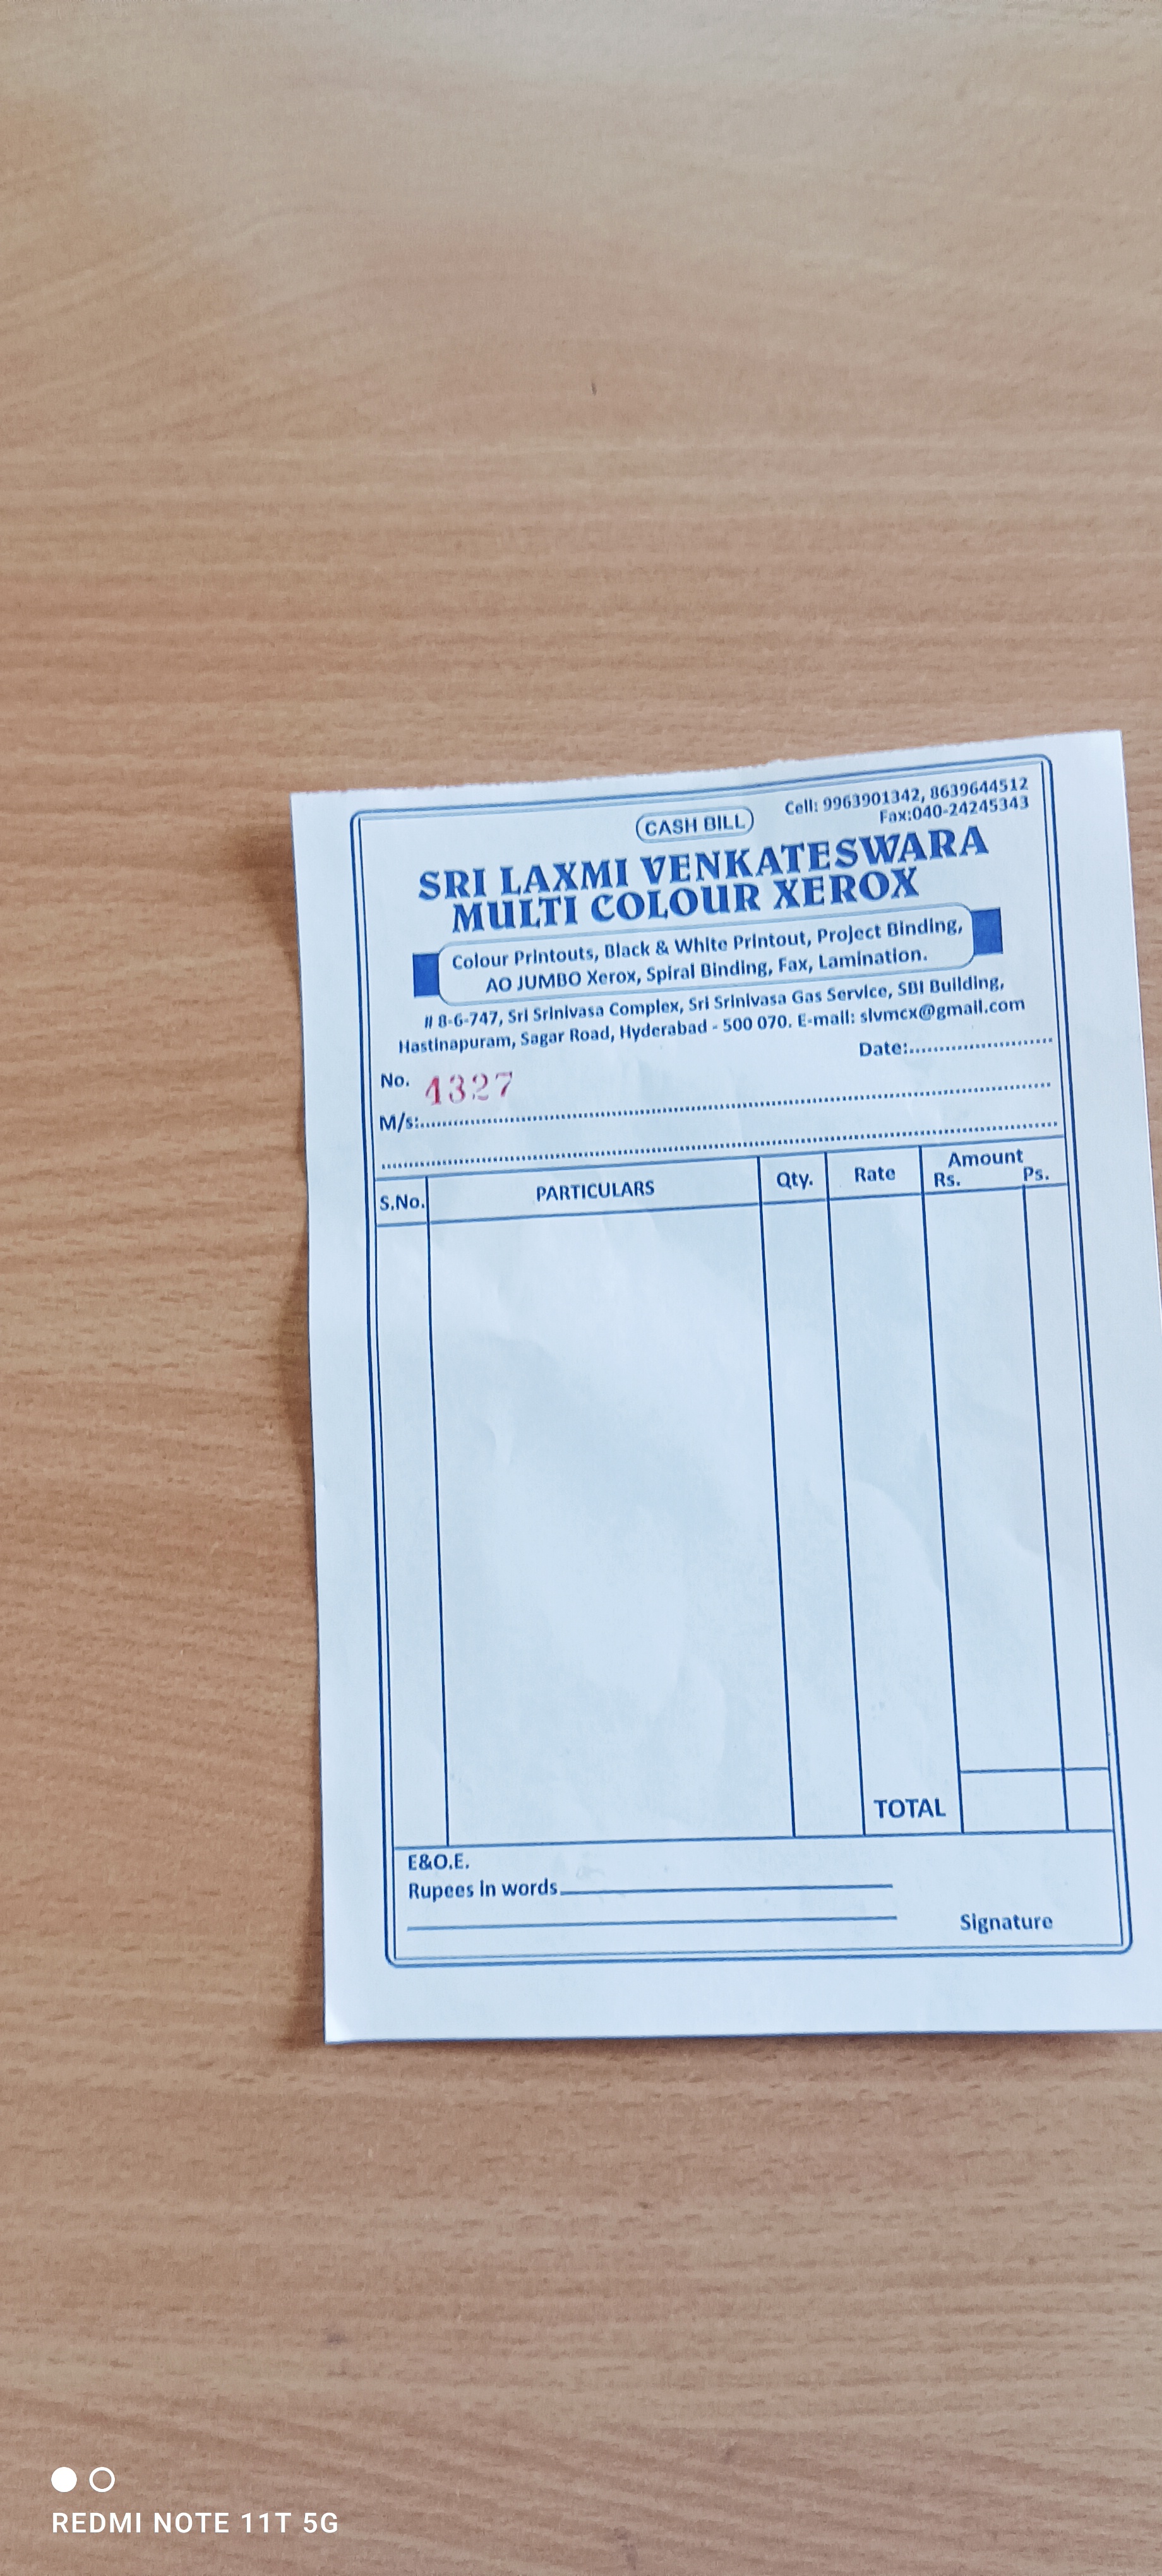 CASH BILL
Cell: 9963901342, 8639644512
Fax:040-24245343
SRI LAXMI VENKATESWARA
MULTI COLOUR XEROX
Colour Printouts, Black & White Printout, Project Binding,
AO JUMBO Xerox, Spiral Binding, Fax, Lamination.
# 8-6-747, Sri Srinivasa Complex, Sri Srinivasa Gas Service, SBI Building,
Hastinapuram, Sagar Road, Hyderabad - 500 070. E-mail: slvmcx@gmail.com
Date:
No. 4327
M/s:
S.No. PARTICULARS Qty. Rate Amount
Rs. Ps.
TOTAL
E&O.E.
Rupees in words
Signature
REDMI NOTE 11T 5G